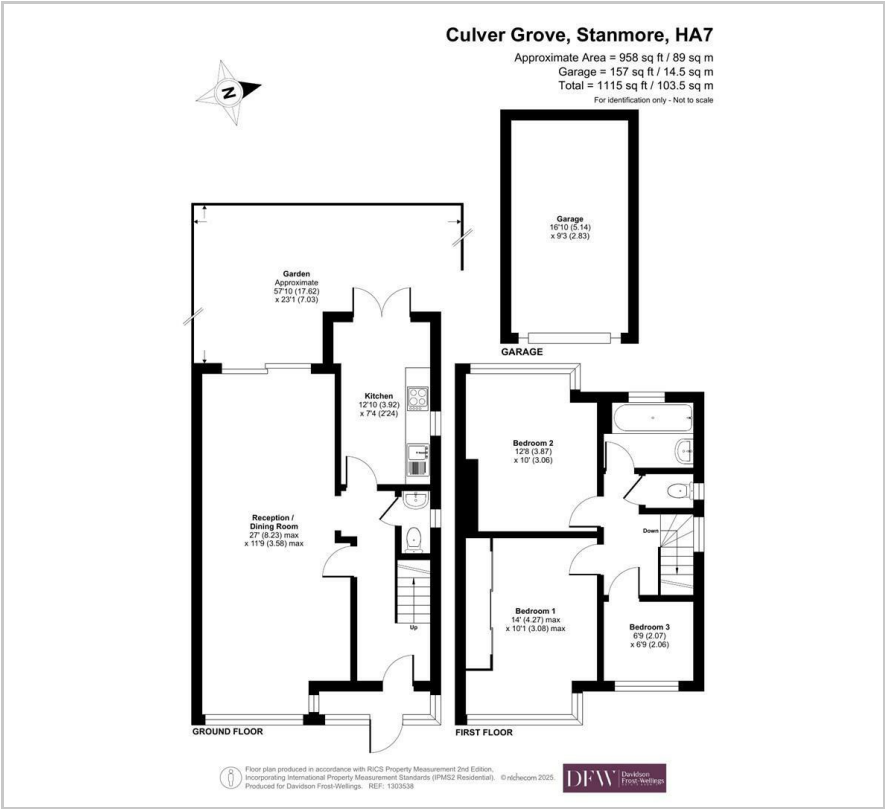 Culver Grove, Stanmore, HA7
Approximate Area = 958 sq ft / 89 sq m
Garage = 157 sq ft / 14.5 sq m
Total = 1115 sq ft / 103.5 sq m
For identification only - Not to scale
N
Garage
16'10 (5.14)
x 9'3 (2.83)
GARAGE
Garden
Approximate
57'10 (17.62)
x 23'1 (7.03)
Kitchen
12'10 (3.92)
x 7'4 (2'24)
Reception /
Dining Room
27' (8.23) max
x 11'9 (3.58) max
Up
GROUND FLOOR
Bedroom 2
12'8 (3.87)
x 10' (3.06)
Down
Bedroom 1
14' (4.27) max
x 10'1 (3.08) max
Bedroom 3
6'9 (2.07)
x 6'9 (2.06)
FIRST FLOOR
Floor plan produced in accordance with RICS Property Measurement 2nd Edition,
Incorporating International Property Measurement Standards (IPMS2 Residential). © nichecom 2025.
Produced for Davidson Frost-Wellings. REF: 1303538
DFW
Davidson
Frost-Wellings